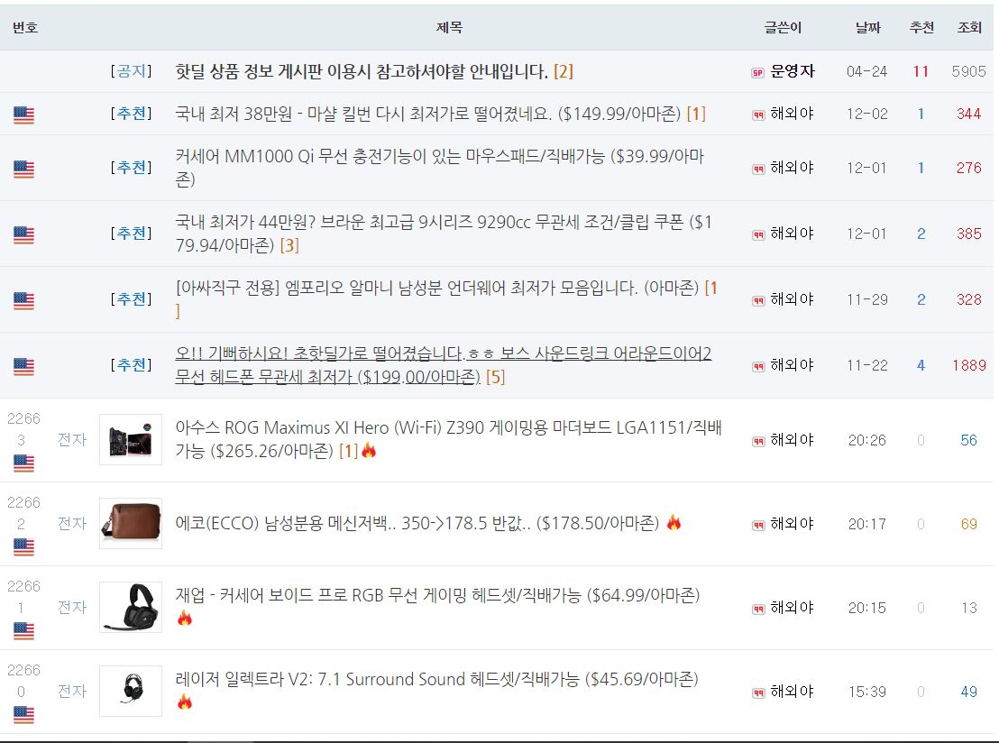 번호 제목 글쓴이 날짜 추천 조회
[공지] 핫딜 상품 정보 게시판 이용시 참고하셔야할 안내입니다. [2] SP 운영자 04-24 11 5905
[추천] 국내 최저 38만원 - 마샬 킬번 다시 최저가로 떨어졌네요. ($149.99/아마존) [1] 99 해외야 12-02 1 344
[추천] 커세어 MM1000 Qi 무선 충전기능이 있는 마우스패드/직배가능 ($39.99/아마
존) 99 해외야 12-01 1 276
[추천] 국내 최저가 44만원? 브라운 최고급 9시리즈 9290cc 무관세 조건/클립 쿠폰 ($1
79.94/아마존) [3] 99 해외야 12-01 2 385
[추천] [아싸직구 전용] 엠포리오 알마니 남성분 언더웨어 최저가 모음입니다. (아마존) [1
] 99 해외야 11-29 2 328
[추천] 오!! 기뻐하시요! 초핫딜가로 떨어졌습니다.ㅎㅎ 보스 사운드링크 어라운드이어2
무선 헤드폰 무관세 최저가 ($199.00/아마존) [5] 99 해외야 11-22 4 1889
2266
3 전자 아수스 ROG Maximus XI Hero (Wi-Fi) Z390 게이밍용 마더보드 LGA1151/직배
가능 ($265.26/아마존) [1] 99 해외야 20:26 0 56
2266
2 전자 에코(ECCO) 남성분용 메신저백.. 350->178.5 반값.. ($178.50/아마존) 99 해외야 20:17 0 69
2266
1 전자 재업 - 커세어 보이드 프로 RGB 무선 게이밍 헤드셋/직배가능 ($64.99/아마존) 99 해외야 20:15 0 13
2266
0 전자 레이저 일렉트라 V2: 7.1 Surround Sound 헤드셋/직배가능 ($45.69/아마존) 99 해외야 15:39 0 49